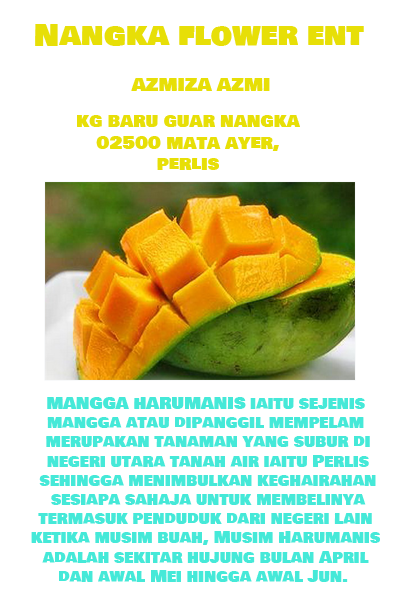 Nangka flower ent
AZMIZA AZMI
kg baru guar nangka
02500 mata ayer,
perlis
MANGGA HARUMANIS iaitu sejenis
mangga atau dipanggil mempelam
merupakan tanaman yang subur di
negeri utara tanah air iaitu Perlis
sehingga menimbulkan keghairahan
sesiapa sahaja untuk membelinya
termasuk penduduk dari negeri lain
ketika musim buah, Musim Harumanis
adalah sekitar hujung bulan April
dan awal Mei hingga awal Jun.